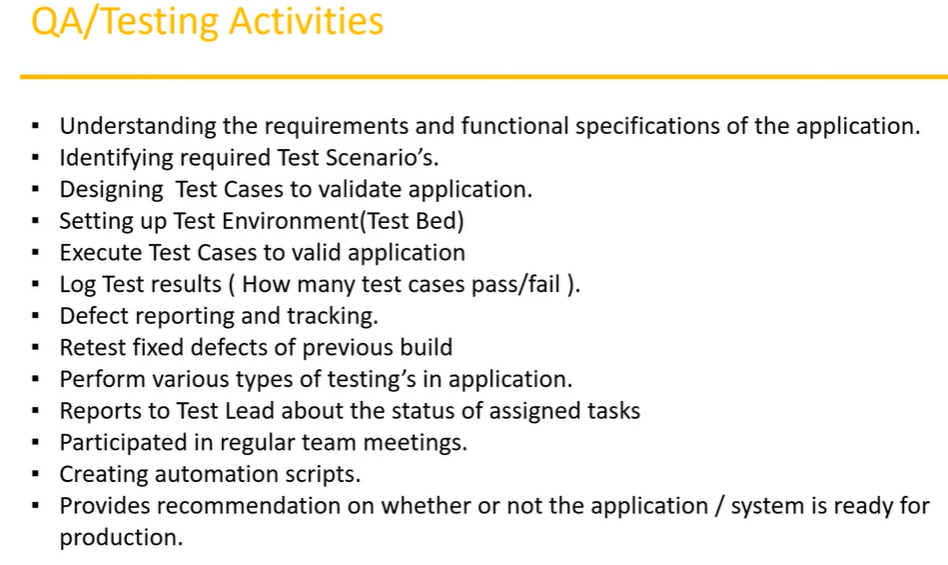 QA/Testing Activities
▪ Understanding the requirements and functional specifications of the application.
▪ Identifying required Test Scenario’s.
▪ Designing  Test Cases to validate application.
▪ Setting up Test Environment(Test Bed)
▪ Execute Test Cases to valid application
▪ Log Test results ( How many test cases pass/fail ).
▪ Defect reporting and tracking.
▪ Retest fixed defects of previous build
▪ Perform various types of testing’s in application.
▪ Reports to Test Lead about the status of assigned tasks
▪ Participated in regular team meetings.
▪ Creating automation scripts.
▪ Provides recommendation on whether or not the application / system is ready for
production.